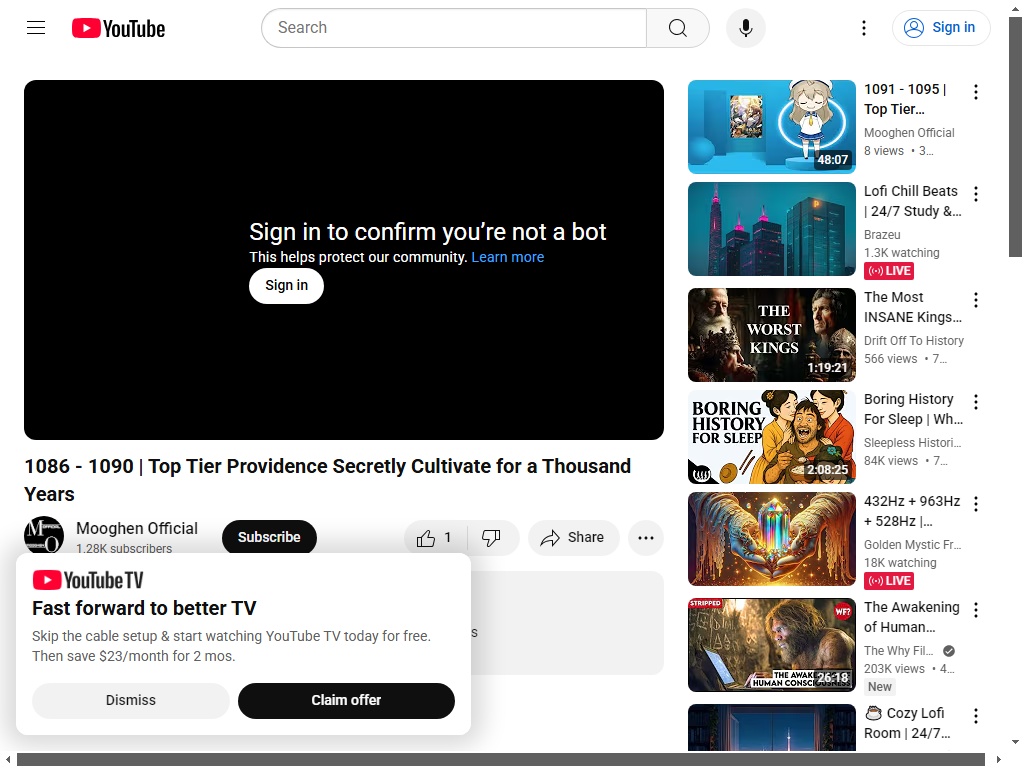 YouTube
Search
Sign in
Sign in to confirm you’re not a bot
This helps protect our community. Learn more
Sign in
1086 - 1090 | Top Tier Providence Secretly Cultivate for a Thousand
Years
Mooghen Official
1.28K subscribers
Subscribe
1
Share
s
YouTube TV
Fast forward to better TV
Skip the cable setup & start watching YouTube TV today for free.
Then save $23/month for 2 mos.
Dismiss
Claim offer
48:07
1091 - 1095 |
Top Tier…
Mooghen Official
8 views • 3…
Lofi Chill Beats
| 24/7 Study &…
Brazeu
1.3K watching
LIVE
THE
WORST
KINGS
1:19:21
The Most
INSANE Kings…
Drift Off To History
566 views • 7…
BORING
HISTORY
FOR SLEEP
2:08:25
Boring History
For Sleep | Wh…
Sleepless Histori…
84K views • 7…
432Hz + 963Hz
+ 528Hz |…
Golden Mystic Fr…
18K watching
LIVE
STRIPPED
WF?
THE AWAK
HUMAN CONSCIOUSNESS
26:18
The Awakening
of Human…
The Why Fil…
203K views • 4…
New
Cozy Lofi
Room | 24/7…